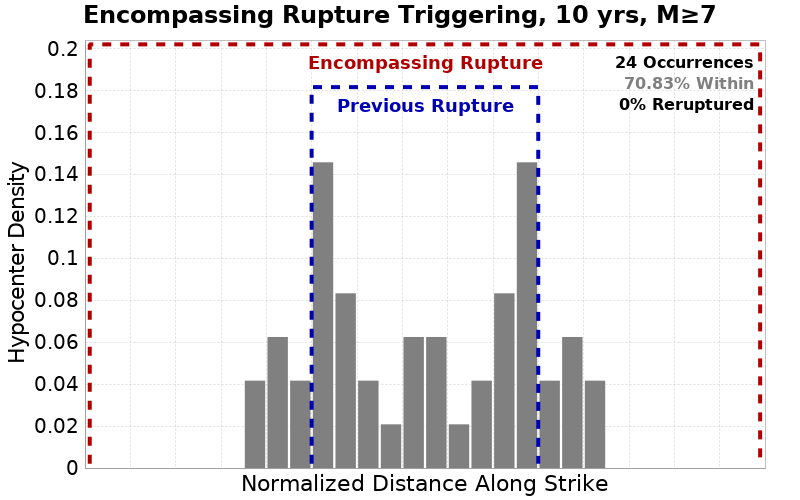 Encompassing Rupture Triggering, 10 yrs, M≥7
0.2
0.18
0.16
0.14
0.12
0.1
0.08
0.06
0.04
0.02
0
Hypocenter Density
Encompassing Rupture
Previous Rupture
24 Occurrences
70.83% Within
0% Reruptured
Normalized Distance Along Strike